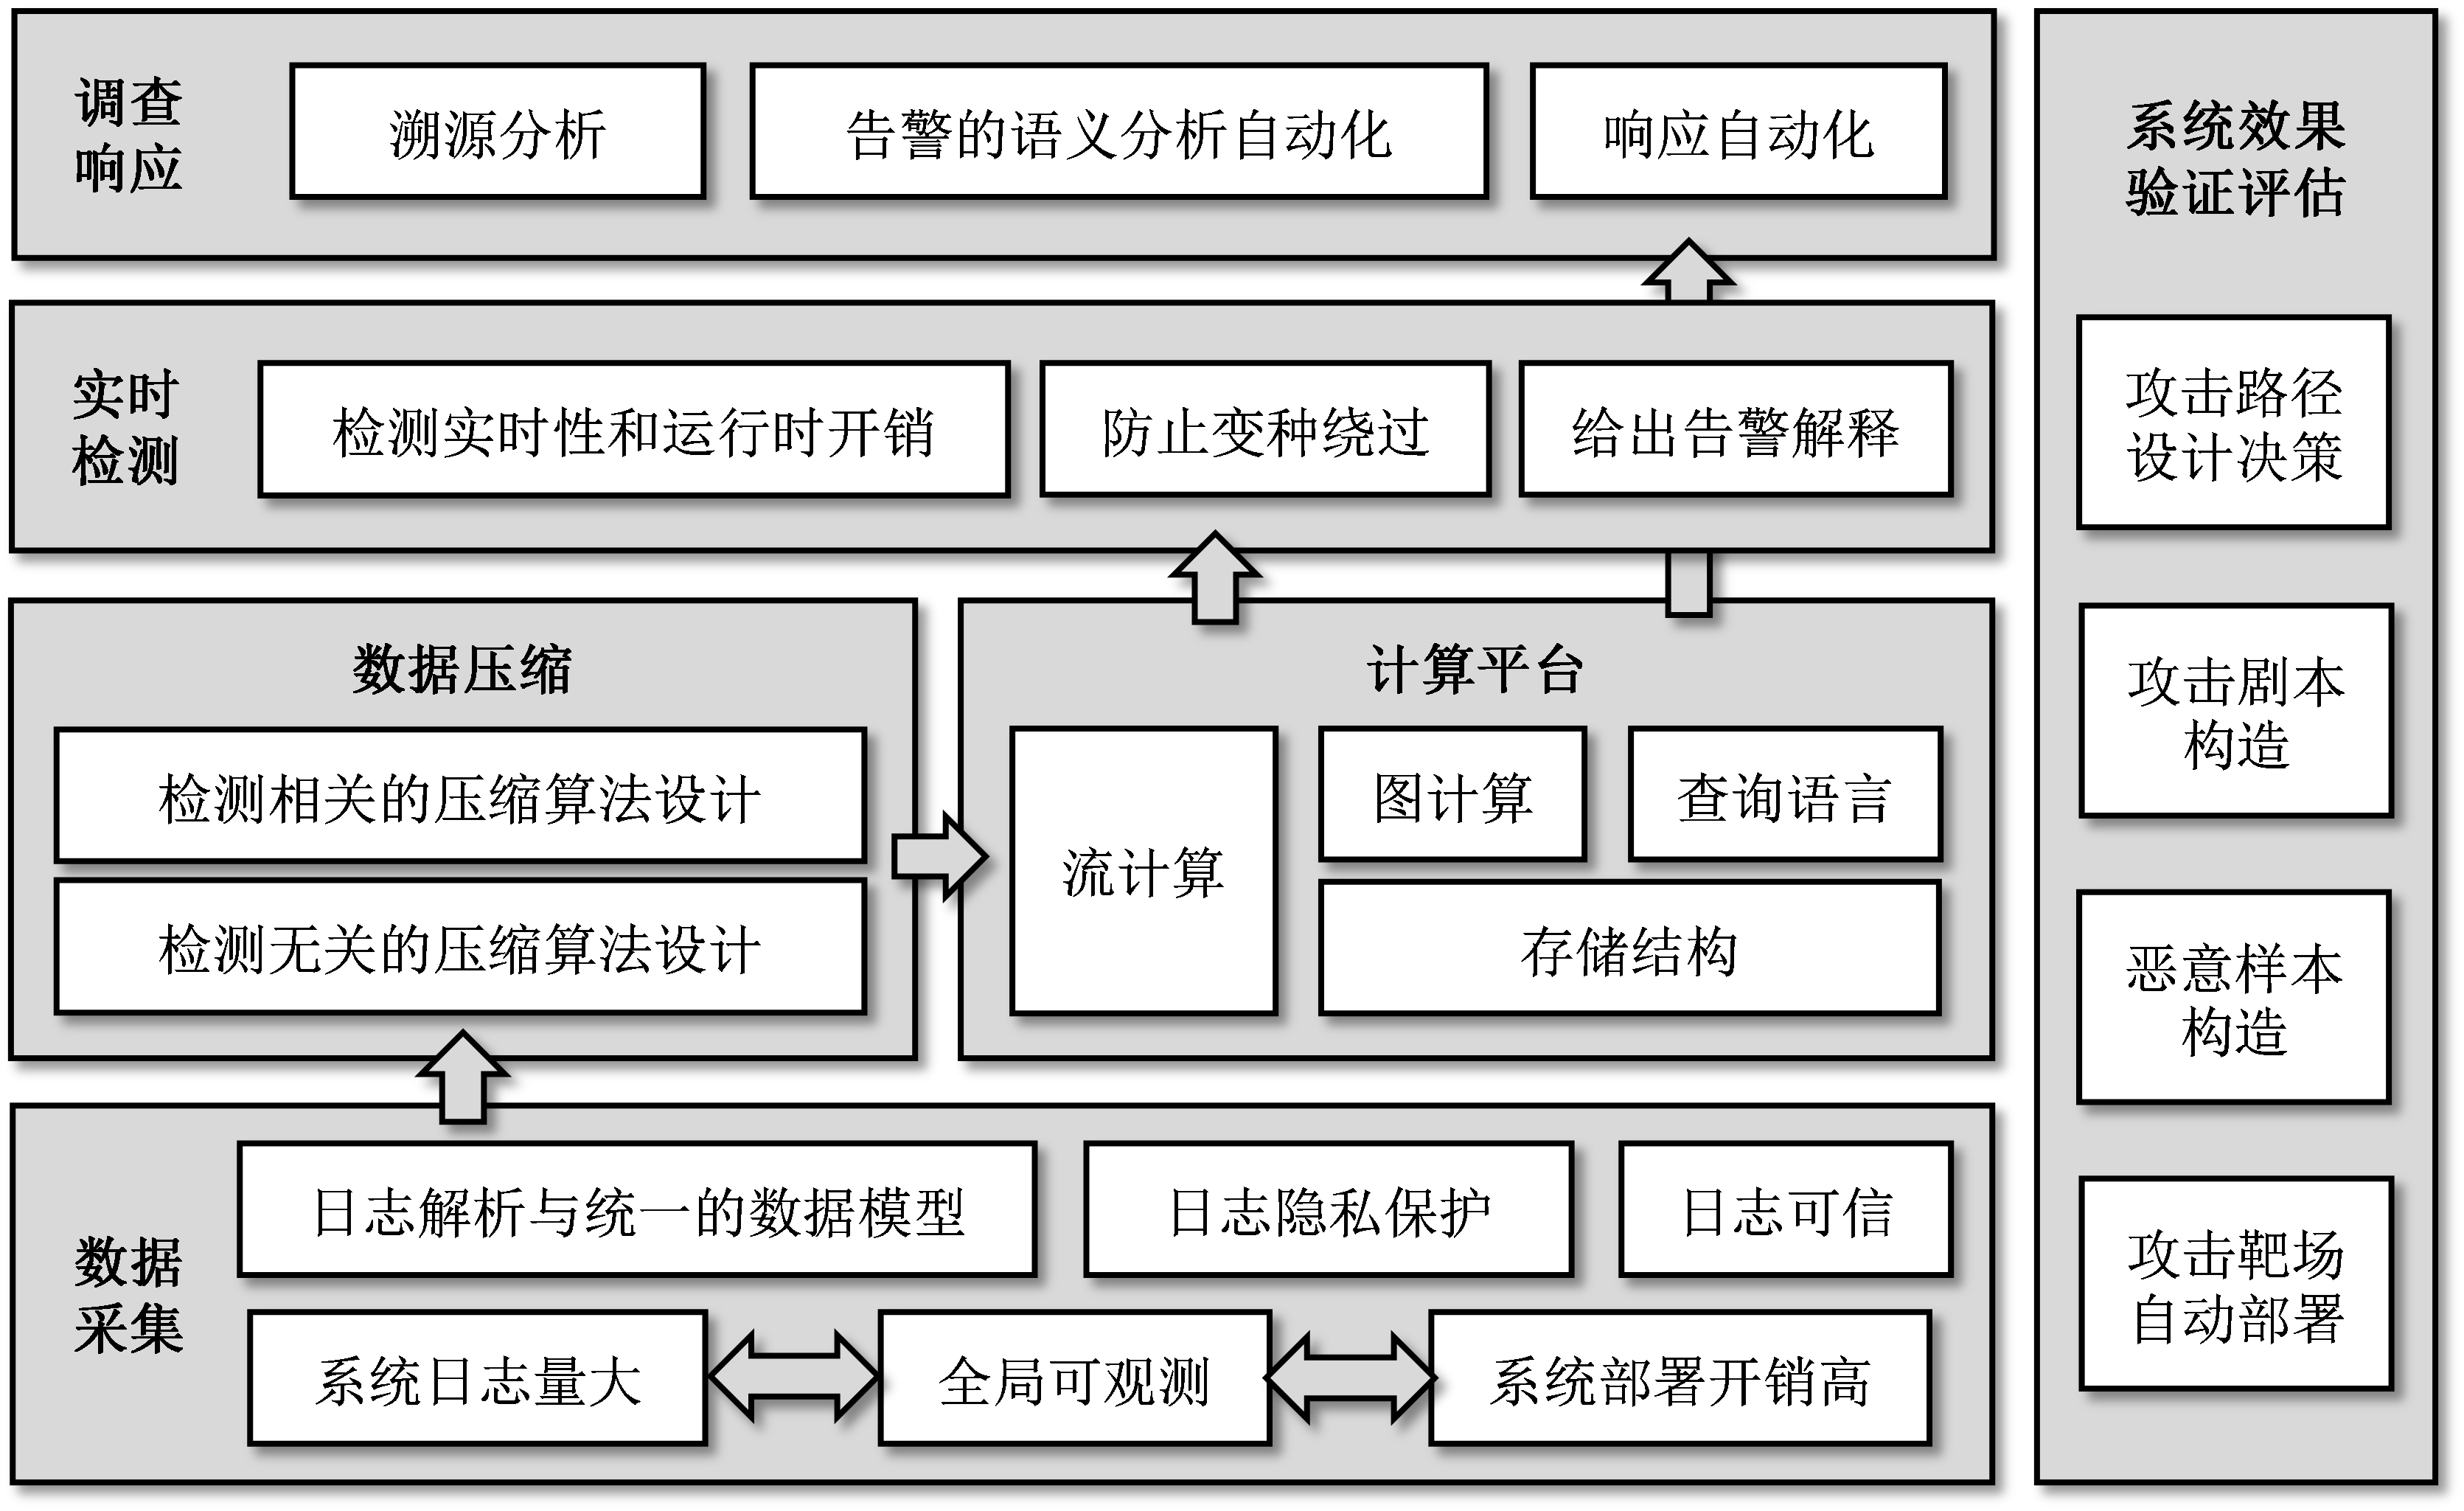 调查
响应
溯源分析
告警的语义分析自动化
响应自动化
实时
检测
检测实时性和运行时开销
防止变种绕过
给出告警解释
数据压缩
检测相关的压缩算法设计
检测无关的压缩算法设计
计算平台
流计算
图计算
查询语言
存储结构
数据
采集
日志解析与统一的数据模型
日志隐私保护
日志可信
系统日志量大
全局可观测
系统部署开销高
系统效果
验证评估
攻击路径
设计决策
攻击剧本
构造
恶意样本
构造
攻击靶场
自动部署